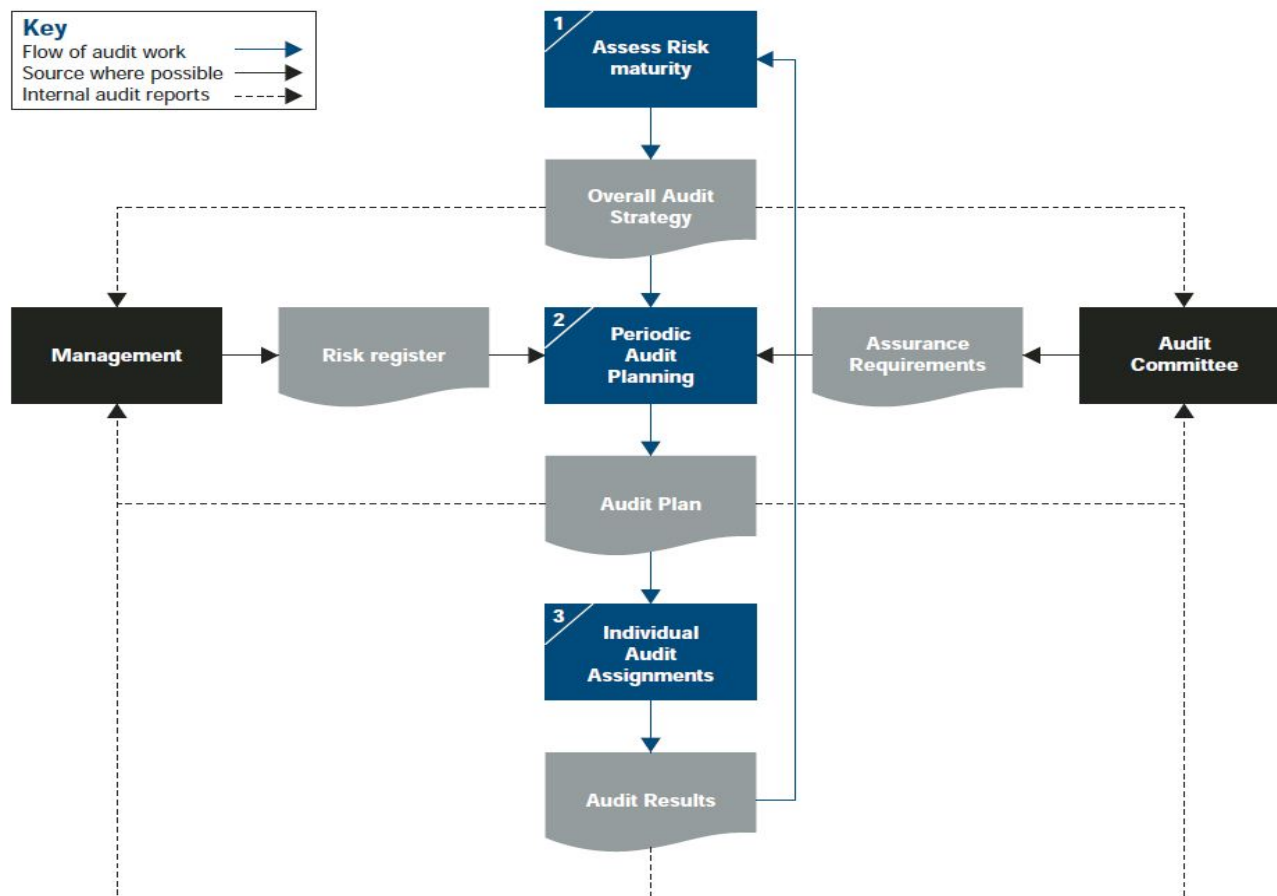 Key
Flow of audit work
Source where possible
Internal audit reports
1
Assess Risk
maturity
Overall Audit
Strategy
Management
Risk register
2
Periodic
Audit
Planning
Assurance
Requirements
Audit
Committee
Audit Plan
3
Individual
Audit
Assignments
Audit Results